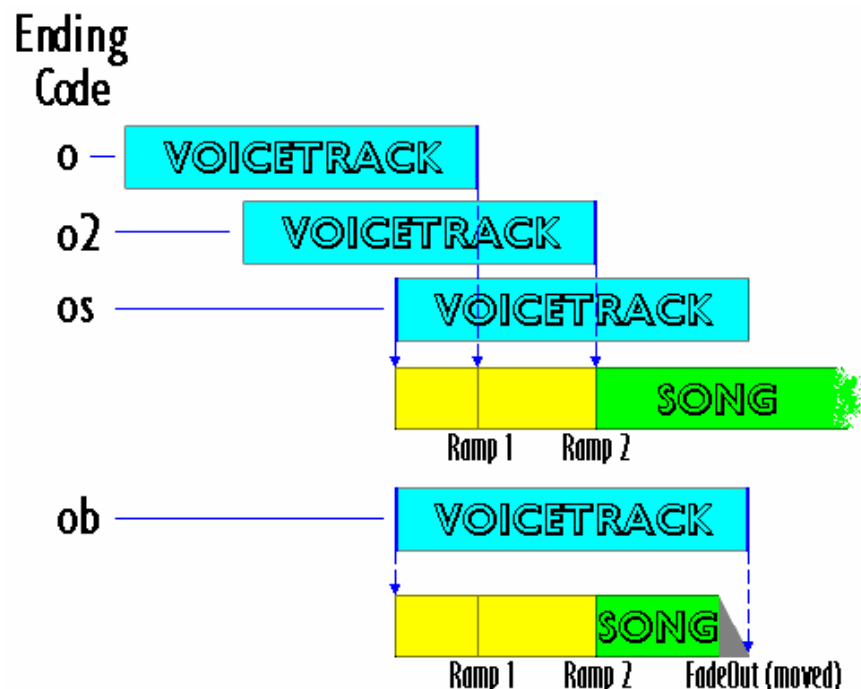 Ending
Code
o VOICETRACK
o2 VOICETRACK
os VOICETRACK
SONG
Ramp 1 Ramp 2
ob VOICETRACK
SONG
Ramp 1 Ramp 2 FadeOut (moved)